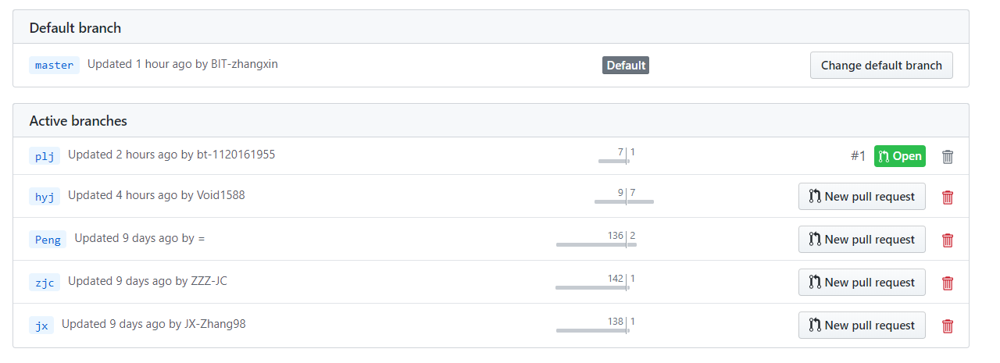 Default branch
master Updated 1 hour ago by BIT-zhangxin Default Change default branch
Active branches
plj Updated 2 hours ago by bt-1120161955 7 1 #1 Open
hyj Updated 4 hours ago by Void1588 9 7 New pull request
Peng Updated 9 days ago by = 136 2 New pull request
zjc Updated 9 days ago by ZZZ-JC 142 1 New pull request
jx Updated 9 days ago by JX-Zhang98 138 1 New pull request